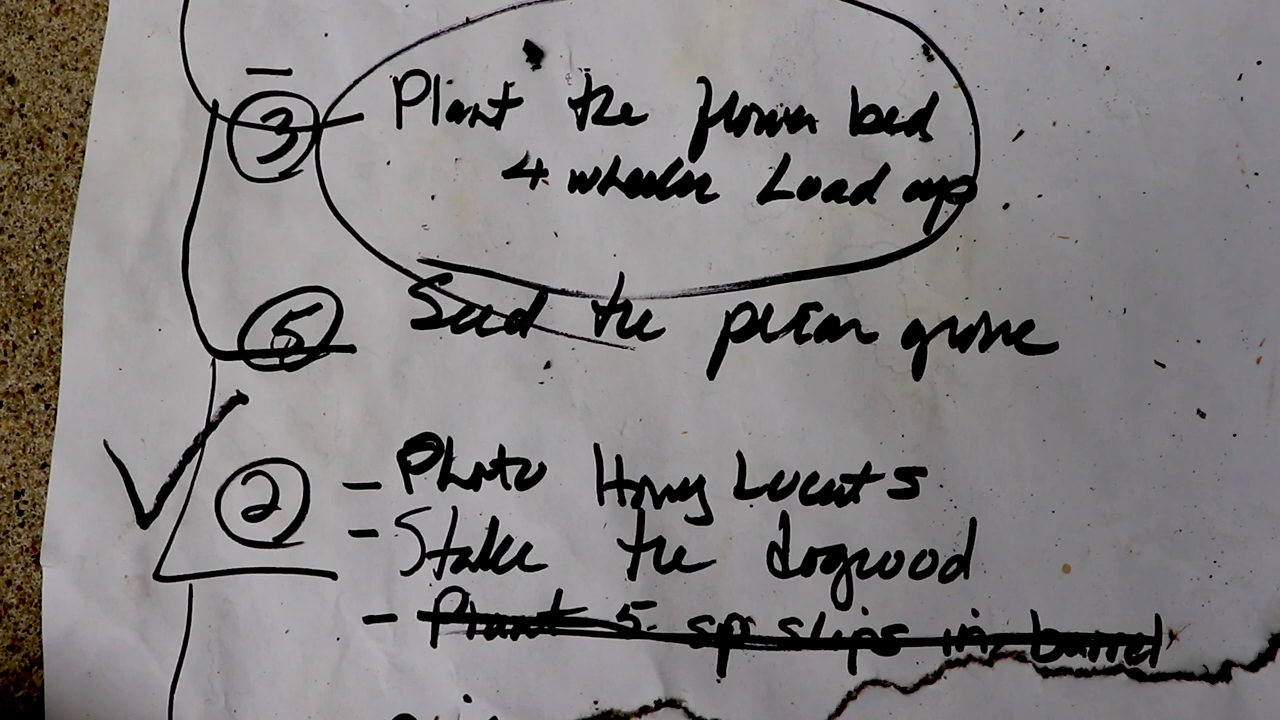 ③ Plant the flower bed
4 wheeler Load up
⑤ Seed the pecan grove
② - Photo Honey Locusts
- Stake the dogwood
- Plant 5 sp slips in barrel